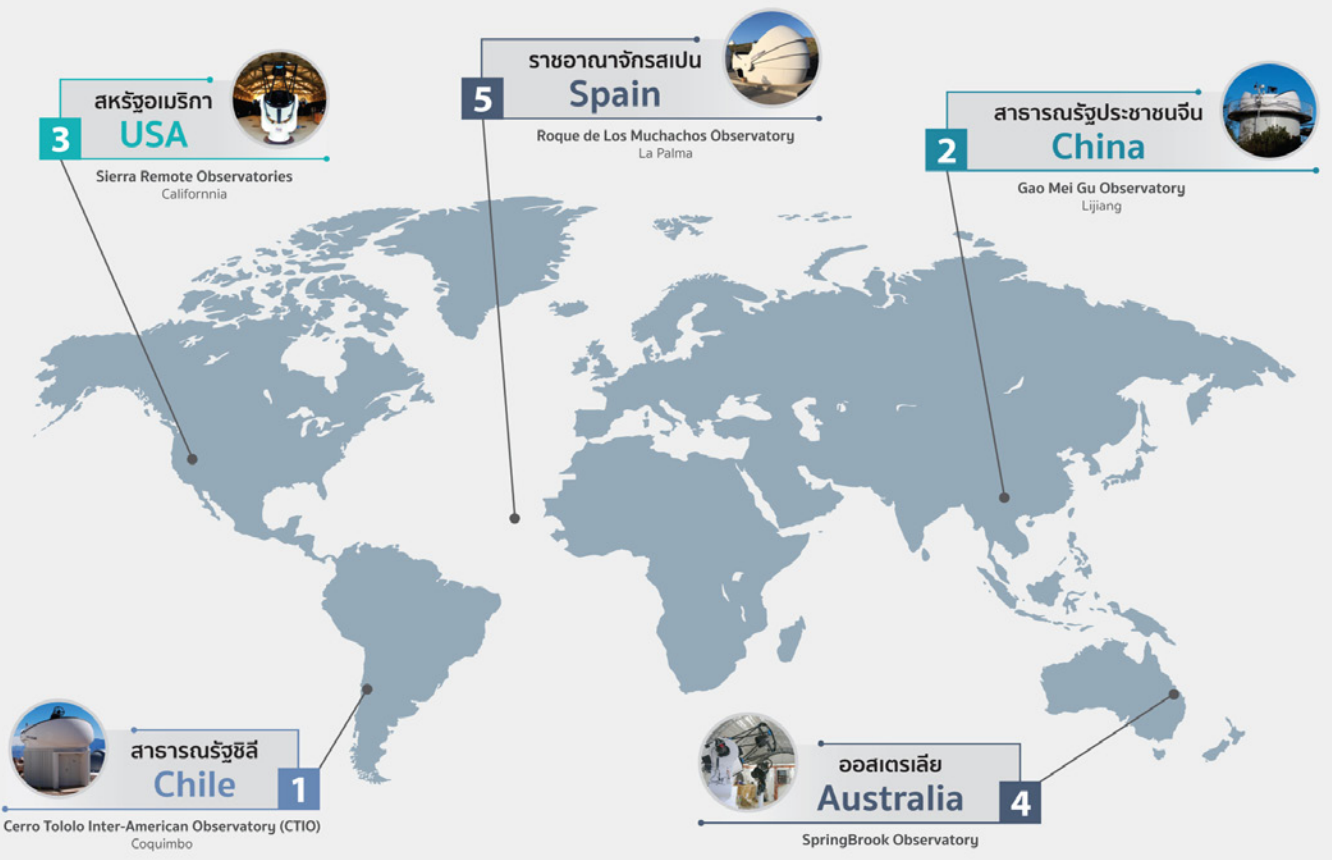 สหรัฐอเมริกา
USA
3
Sierra Remote Observatories
Californnia
ราชอาณาจักรสเปน
Spain
5
Roque de Los Muchachos Observatory
La Palma
สาธารณรัฐประชาชนจีน
China
2
Gao Mei Gu Observatory
Lijiang
สาธารณรัฐชิลี
Chile
1
Cerro Tololo Inter-American Observatory (CTIO)
Coquimbo
ออสเตรเลีย
Australia
4
SpringBrook Observatory